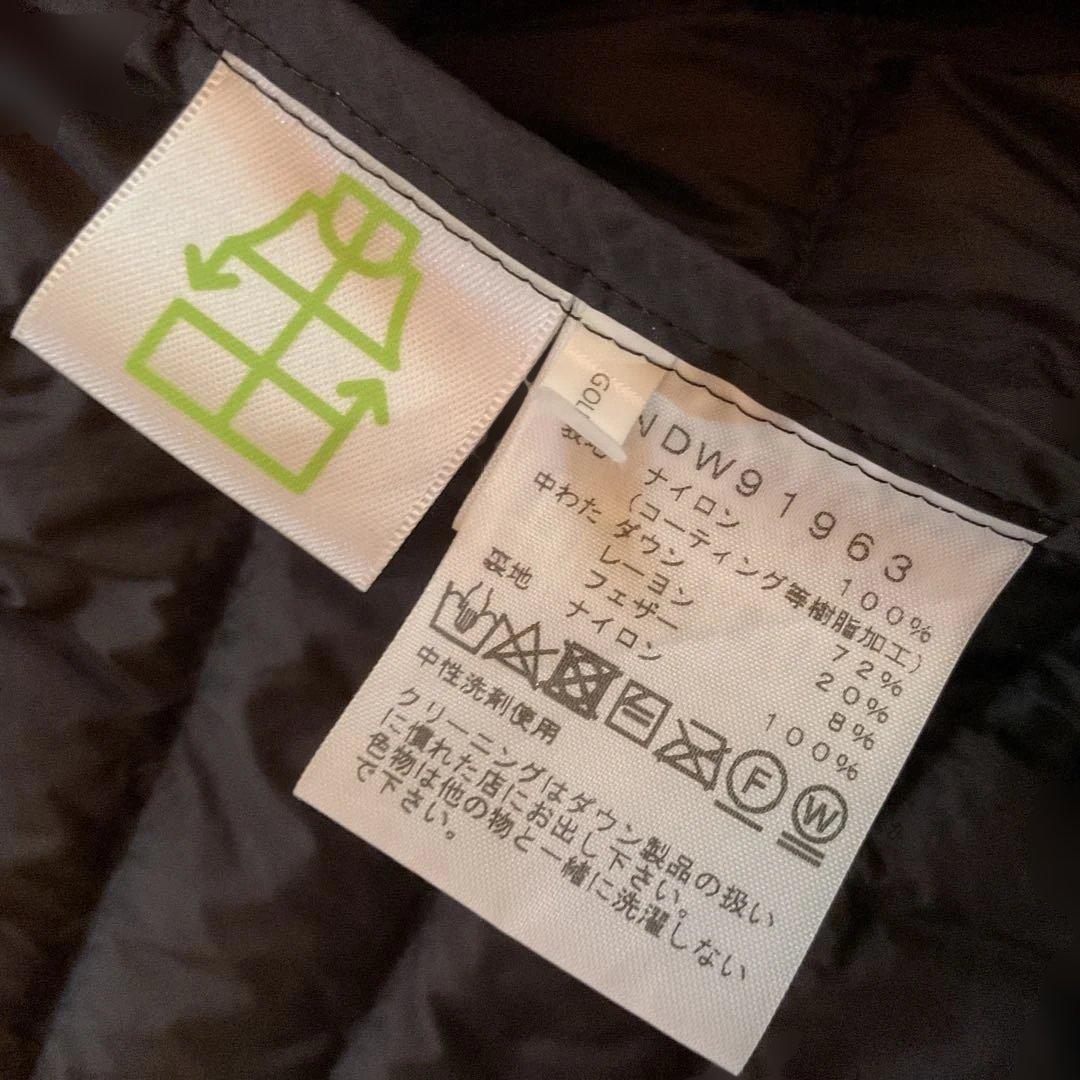 GOL
NDW91963
表地 ナイロン 100%
(コーティング等樹脂加工)
中わた ダウン 72%
レーヨン 20%
フェザー 8%
裏地 ナイロン 100%
F
W
中性洗剤使用
クリーニングはダウン製品の扱い
に慣れた店にお出し下さい。
色物は他の物と一緒に洗濯しない
で下さい。